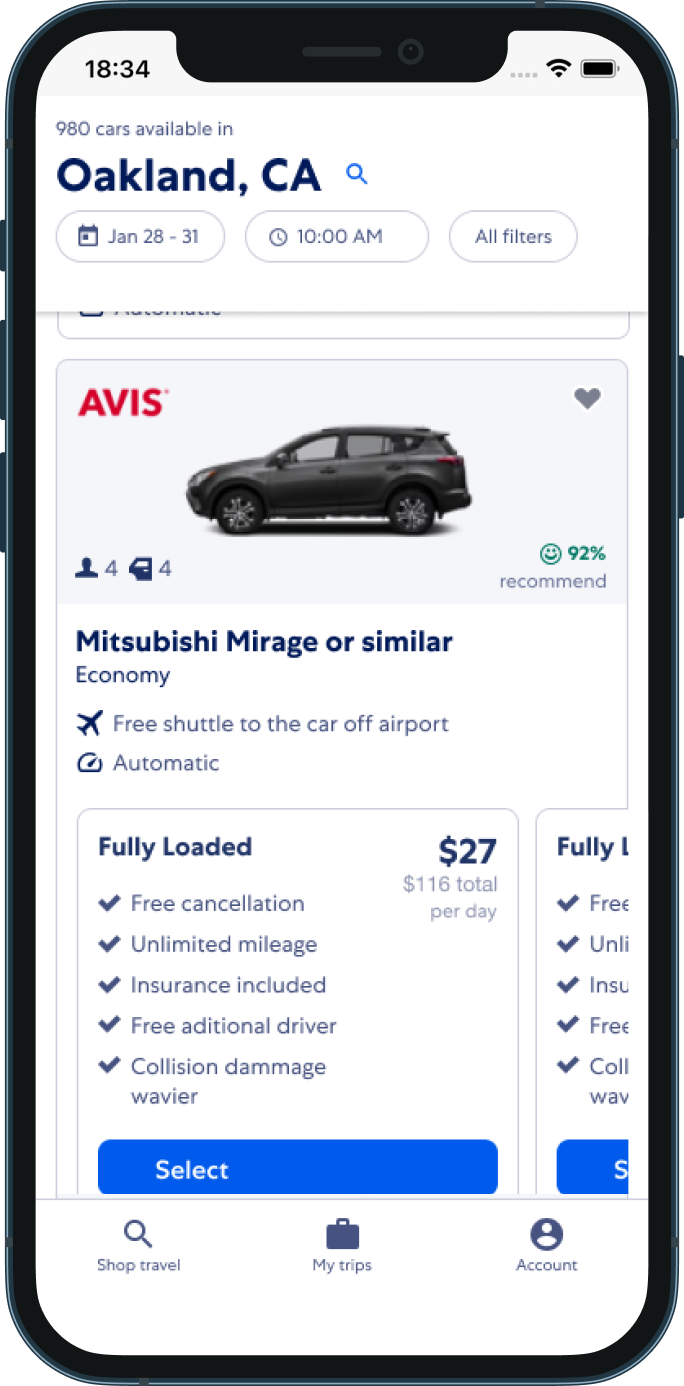 18:34
980 cars available in
Oakland, CA
Jan 28 - 31
10:00 AM
All filters
Automatic
AVIS
4
4
92%
recommend
Mitsubishi Mirage or similar
Economy
Free shuttle to the car off airport
Automatic
Fully Loaded
$27
$116 total
per day
Free cancellation
Unlimited mileage
Insurance included
Free aditional driver
Collision dammage
wavier
Select
Fully L
Free
Unli
Insu
Free
Coll
wav
S
Shop travel
My trips
Account